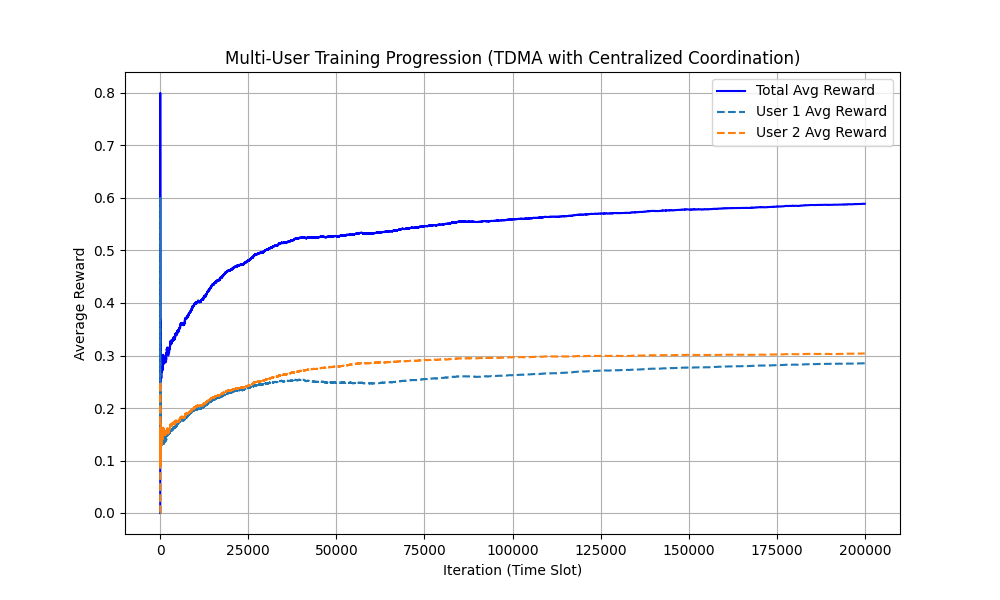 Multi-User Training Progression (TDMA with Centralized Coordination)
Total Avg Reward
User 1 Avg Reward
User 2 Avg Reward
Average Reward
0.8
0.7
0.6
0.5
0.4
0.3
0.2
0.1
0.0
0 25000 50000 75000 100000 125000 150000 175000 200000
Iteration (Time Slot)